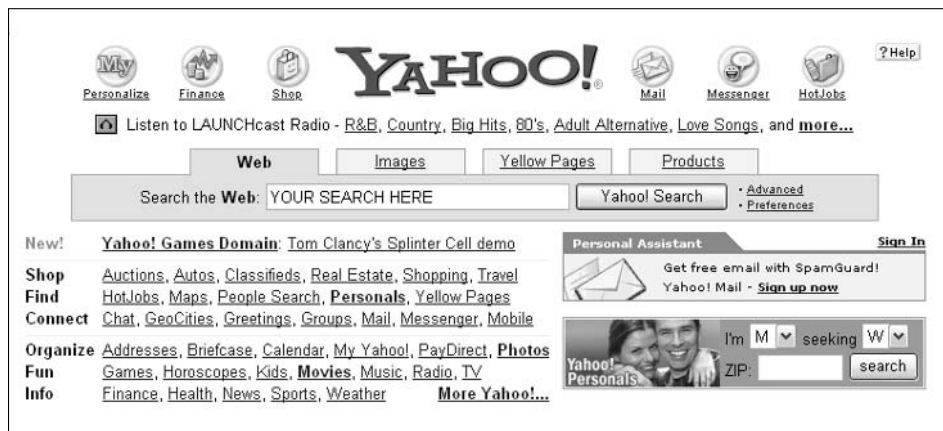 My YAHOO! ® ?Help
Personalize Finance Shop Mail Messenger HotJobs
Listen to LAUNCHcast Radio - R&B, Country, Big Hits, 80's, Adult Alternative, Love Songs, and more...
Web Images Yellow Pages Products
Search the Web: YOUR SEARCH HERE Yahoo! Search
· Advanced
· Preferences
New! Yahoo! Games Domain: Tom Clancy's Splinter Cell demo
Shop Auctions, Autos, Classifieds, Real Estate, Shopping, Travel
Find HotJobs, Maps, People Search, Personals, Yellow Pages
Connect Chat, GeoCities, Greetings, Groups, Mail, Messenger, Mobile
Organize Addresses, Briefcase, Calendar, My Yahoo!, PayDirect, Photos
Fun Games, Horoscopes, Kids, Movies, Music, Radio, TV
Info Finance, Health, News, Sports, Weather More Yahoo!...
Personal Assistant Sign In
Get free email with SpamGuard!
Yahoo! Mail - Sign up now
Yahoo!
Personals
I'm M seeking W
ZIP: search